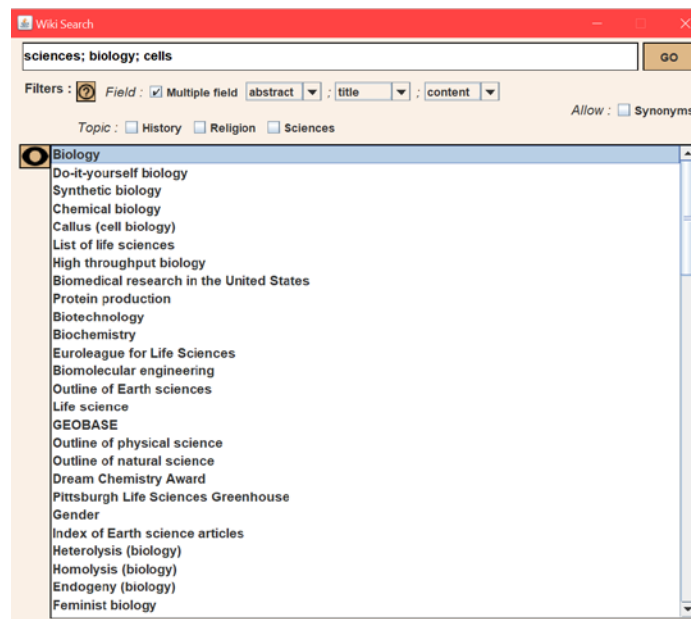 Wiki Search
sciences; biology; cells
GO
Filters : ? Field : Multiple field abstract ; title ; content
Allow : Synonyms
Topic : History Religion Sciences
Biology
Do-it-yourself biology
Synthetic biology
Chemical biology
Callus (cell biology)
List of life sciences
High throughput biology
Biomedical research in the United States
Protein production
Biotechnology
Biochemistry
Euroleague for Life Sciences
Biomolecular engineering
Outline of Earth sciences
Life science
GEOBASE
Outline of physical science
Outline of natural science
Dream Chemistry Award
Pittsburgh Life Sciences Greenhouse
Gender
Index of Earth science articles
Heterolysis (biology)
Homolysis (biology)
Endogeny (biology)
Feminist biology